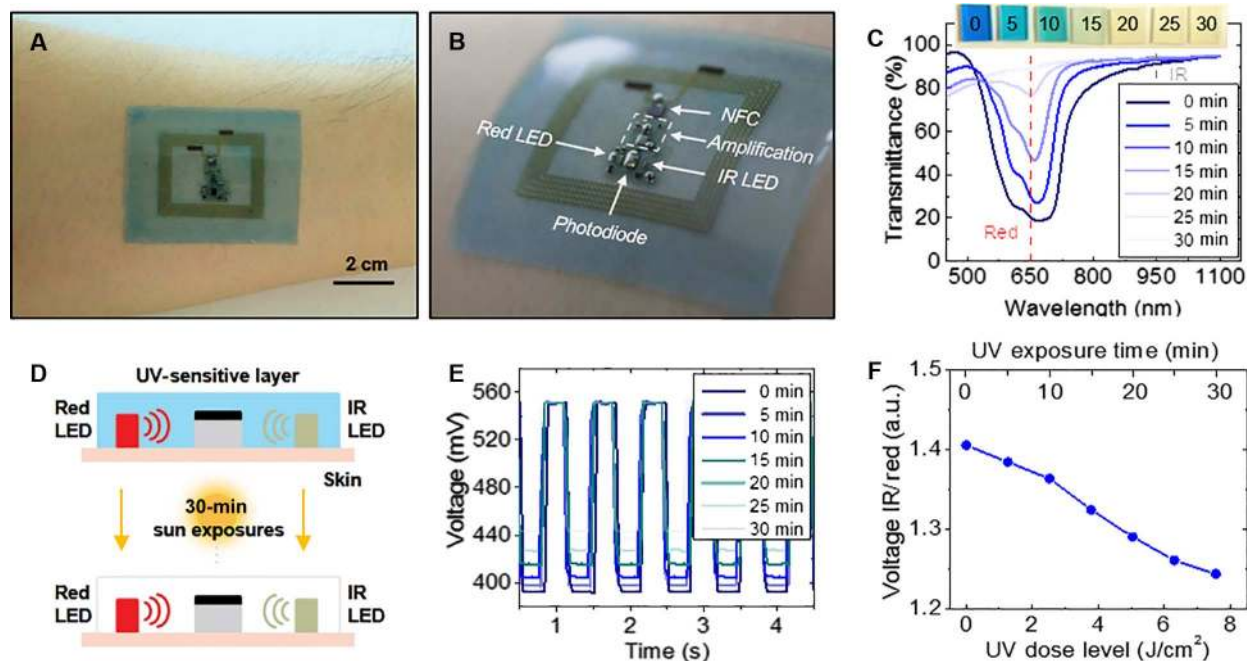 A
2 cm
B
NFC
Red LED
Amplification
IR LED
Photodiode
C
0 5 10 15 20 25 30
Transmittance (%)
100
80
60
40
20
0
IR
Red
0 min
5 min
10 min
15 min
20 min
25 min
30 min
450 650 800 950 1100
Wavelength (nm)
D
UV-sensitive layer
Red
LED
IR
LED
Skin
30-min
sun exposures
Red
LED
IR
LED
E
Voltage (mV)
560
520
480
440
400
0 min
5 min
10 min
15 min
20 min
25 min
30 min
1 2 3 4
Time (s)
F
UV exposure time (min)
0 5 10 15 20 25 30
Voltage IR/red (a.u.)
1.5
1.4
1.3
1.2
0 2 4 6 8
UV dose level (J/cm²)